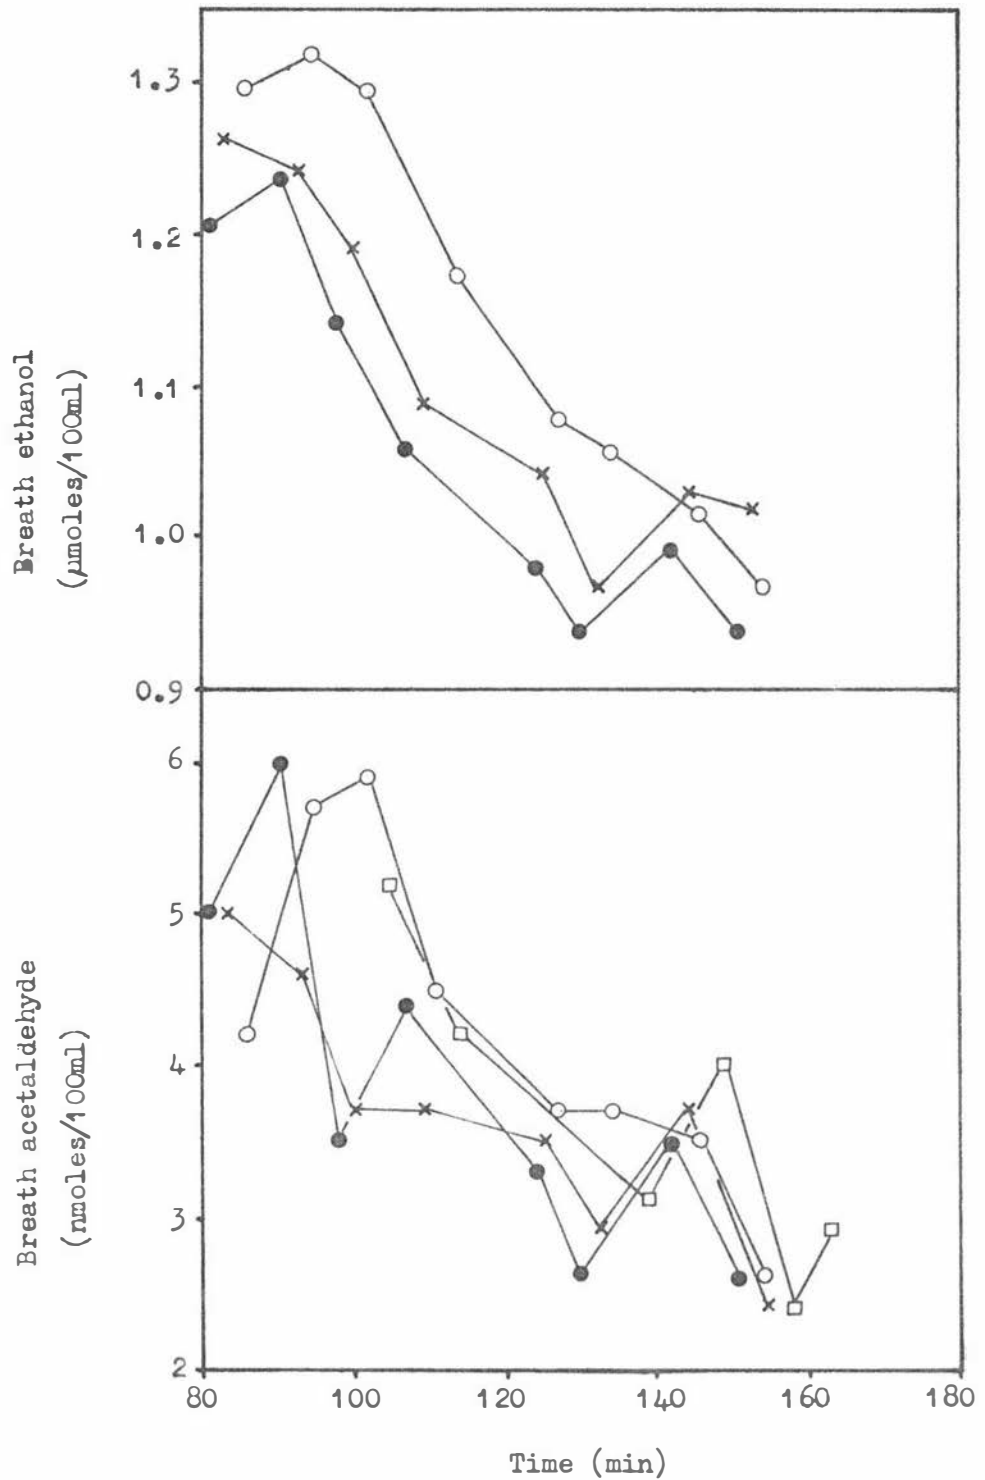 Breath ethanol
(µmoles/100ml)
1.3
1.2
1.1
1.0
0.9
Breath acetaldehyde
(nmoles/100ml)
6
5
4
3
2
80 100 120 140 160 180
Time (min)